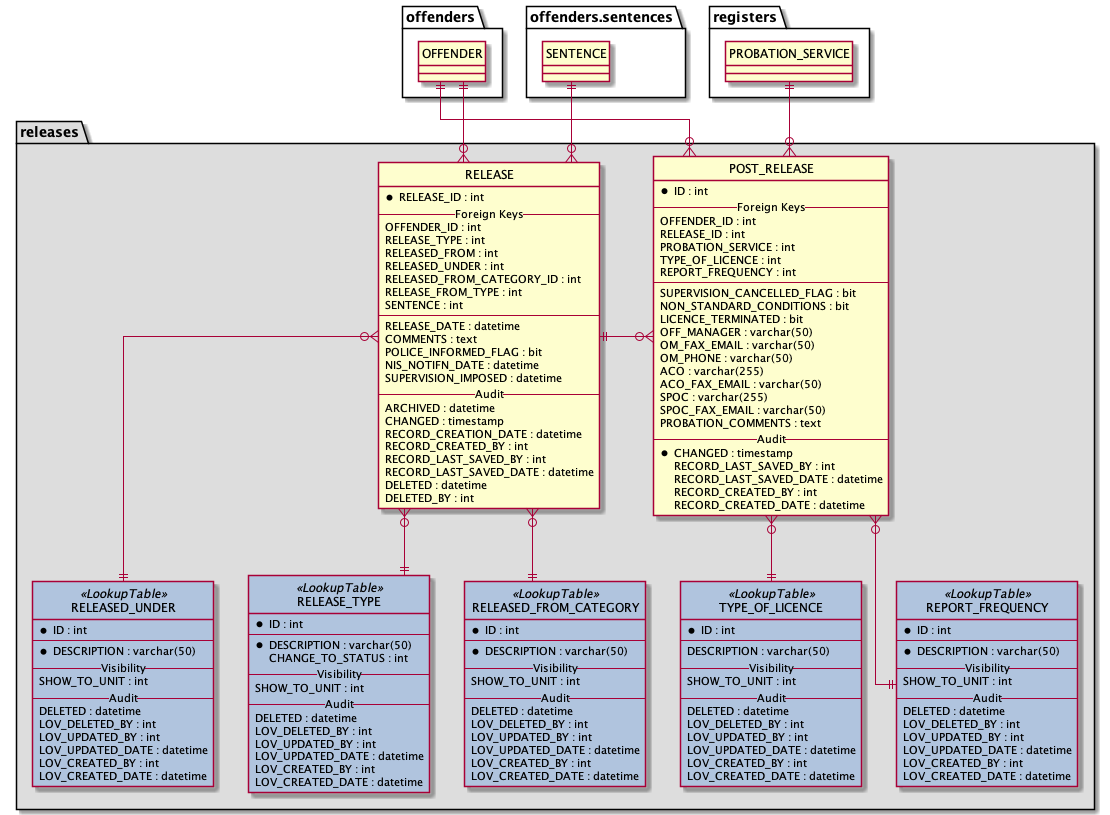 offenders
offenders.sentences
registers
OFFENDER
SENTENCE
PROBATION_SERVICE
releases
RELEASE
RELEASE_ID : int
Foreign Keys
OFFENDER_ID : int
RELEASE_TYPE : int
RELEASED_FROM : int
RELEASED_UNDER : int
RELEASED_FROM_CATEGORY_ID : int
RELEASE_FROM_TYPE : int
SENTENCE : int
RELEASE_DATE : datetime
COMMENTS : text
POLICE_INFORMED_FLAG : bit
NIS_NOTIFN_DATE : datetime
SUPERVISION_IMPOSED : datetime
Audit
ARCHIVED : datetime
CHANGED : timestamp
RECORD_CREATION_DATE : datetime
RECORD_CREATED_BY : int
RECORD_LAST_SAVED_BY : int
RECORD_LAST_SAVED_DATE : datetime
DELETED : datetime
DELETED_BY : int
POST_RELEASE
ID : int
Foreign Keys
OFFENDER_ID : int
RELEASE_ID : int
PROBATION_SERVICE : int
TYPE_OF_LICENCE : int
REPORT_FREQUENCY : int
SUPERVISION_CANCELLED_FLAG : bit
NON_STANDARD_CONDITIONS : bit
LICENCE_TERMINATED : bit
OFF_MANAGER : varchar(50)
OM_FAX_EMAIL : varchar(50)
OM_PHONE : varchar(50)
ACO : varchar(255)
ACO_FAX_EMAIL : varchar(50)
SPOC : varchar(255)
SPOC_FAX_EMAIL : varchar(50)
PROBATION_COMMENTS : text
Audit
CHANGED : timestamp
RECORD_LAST_SAVED_BY : int
RECORD_LAST_SAVED_DATE : datetime
RECORD_CREATED_BY : int
RECORD_CREATED_DATE : datetime
«LookupTable»
RELEASED_UNDER
ID : int
DESCRIPTION : varchar(50)
Visibility
SHOW_TO_UNIT : int
Audit
DELETED : datetime
LOV_DELETED_BY : int
LOV_UPDATED_BY : int
LOV_UPDATED_DATE : datetime
LOV_CREATED_BY : int
LOV_CREATED_DATE : datetime
«LookupTable»
RELEASE_TYPE
ID : int
DESCRIPTION : varchar(50)
CHANGE_TO_STATUS : int
Visibility
SHOW_TO_UNIT : int
Audit
DELETED : datetime
LOV_DELETED_BY : int
LOV_UPDATED_BY : int
LOV_UPDATED_DATE : datetime
LOV_CREATED_BY : int
LOV_CREATED_DATE : datetime
«LookupTable»
RELEASED_FROM_CATEGORY
ID : int
DESCRIPTION : varchar(50)
Visibility
SHOW_TO_UNIT : int
Audit
DELETED : datetime
LOV_DELETED_BY : int
LOV_UPDATED_BY : int
LOV_UPDATED_DATE : datetime
LOV_CREATED_BY : int
LOV_CREATED_DATE : datetime
«LookupTable»
TYPE_OF_LICENCE
ID : int
DESCRIPTION : varchar(50)
Visibility
SHOW_TO_UNIT : int
Audit
DELETED : datetime
LOV_DELETED_BY : int
LOV_UPDATED_BY : int
LOV_UPDATED_DATE : datetime
LOV_CREATED_BY : int
LOV_CREATED_DATE : datetime
«LookupTable»
REPORT_FREQUENCY
ID : int
DESCRIPTION : varchar(50)
Visibility
SHOW_TO_UNIT : int
Audit
DELETED : datetime
LOV_DELETED_BY : int
LOV_UPDATED_BY : int
LOV_UPDATED_DATE : datetime
LOV_CREATED_BY : int
LOV_CREATED_DATE : datetime